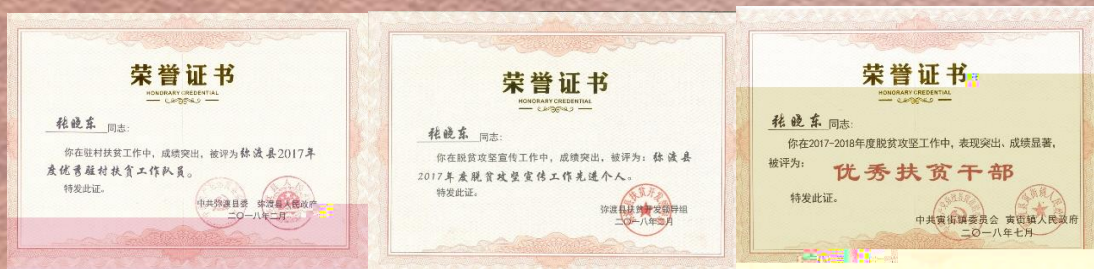 荣誉证书
HONORARY CREDENTIAL
张晓东 同志:
你在驻村扶贫工作中，成绩突出，被评为弥渡县2017年
度优秀驻村扶贫工作队员。
特发此证。
中共弥渡县委 弥渡县人民政府
二〇一八年二月
荣誉证书
HONORARY CREDENTIAL
张晓东 同志:
你在脱贫攻坚宣传工作中，成绩突出，被评为：弥渡县
2017年度脱贫攻坚宣传工作先进个人。
特发此证。
弥渡县扶贫开发领导组
二〇一八年二月
荣誉证书
HONORARY CREDENTIAL
张晓东 同志:
你在2017-2018年度脱贫攻坚工作中，表现突出、成绩显著，
被评为：
优秀扶贫干部
中共寅街镇委员会 寅街镇人民政府
二〇一八年七月